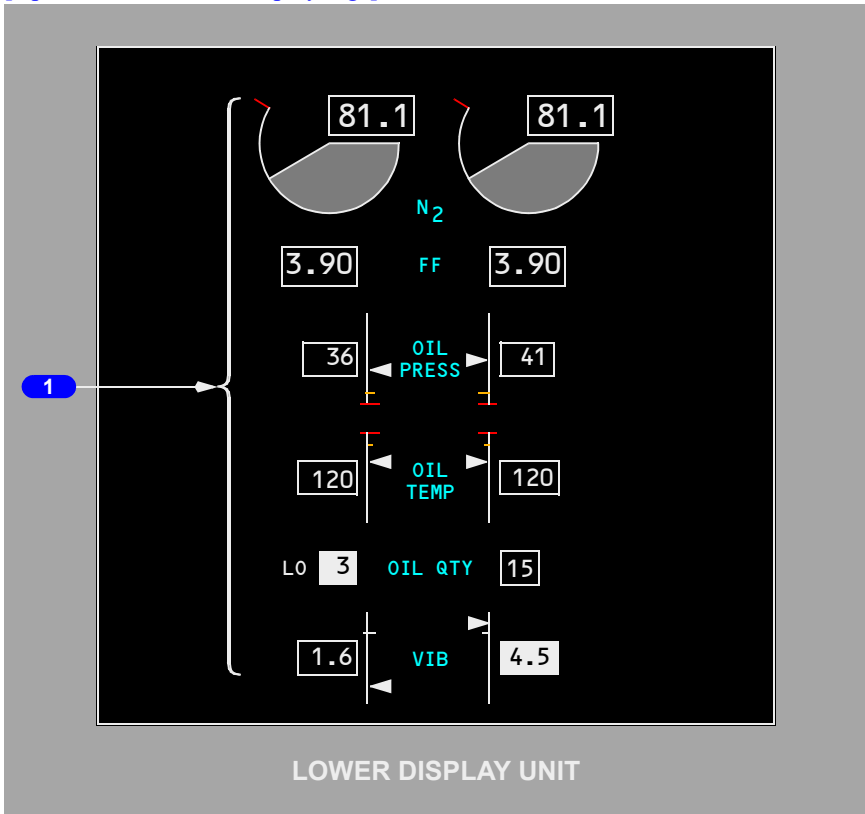 81.1 81.1
N2
3.90 FF 3.90
36 OIL PRESS 41
120 OIL TEMP 120
LO 3 OIL QTY 15
1.6 VIB 4.5
1
LOWER DISPLAY UNIT